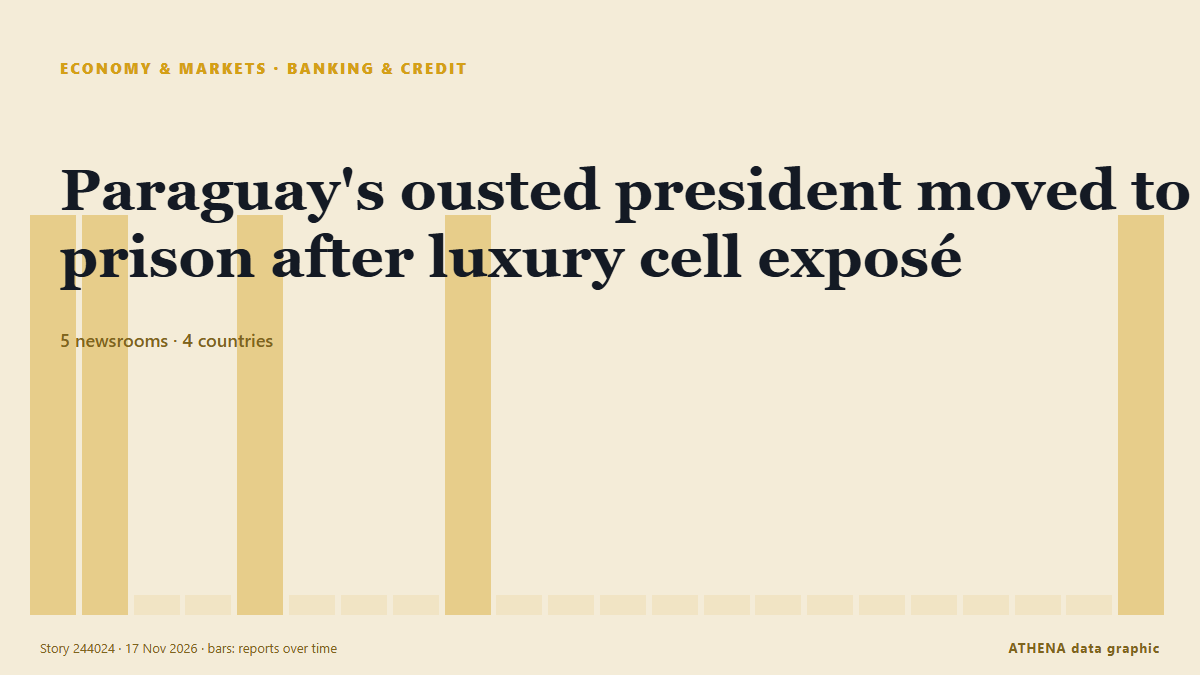 ECONOMY & MARKETS · BANKING & CREDIT
Paraguay's ousted president moved to
prison after luxury cell exposé
5 newsrooms · 4 countries
Story 244024 · 17 Nov 2026 · bars: reports over time
ATHENA data graphic